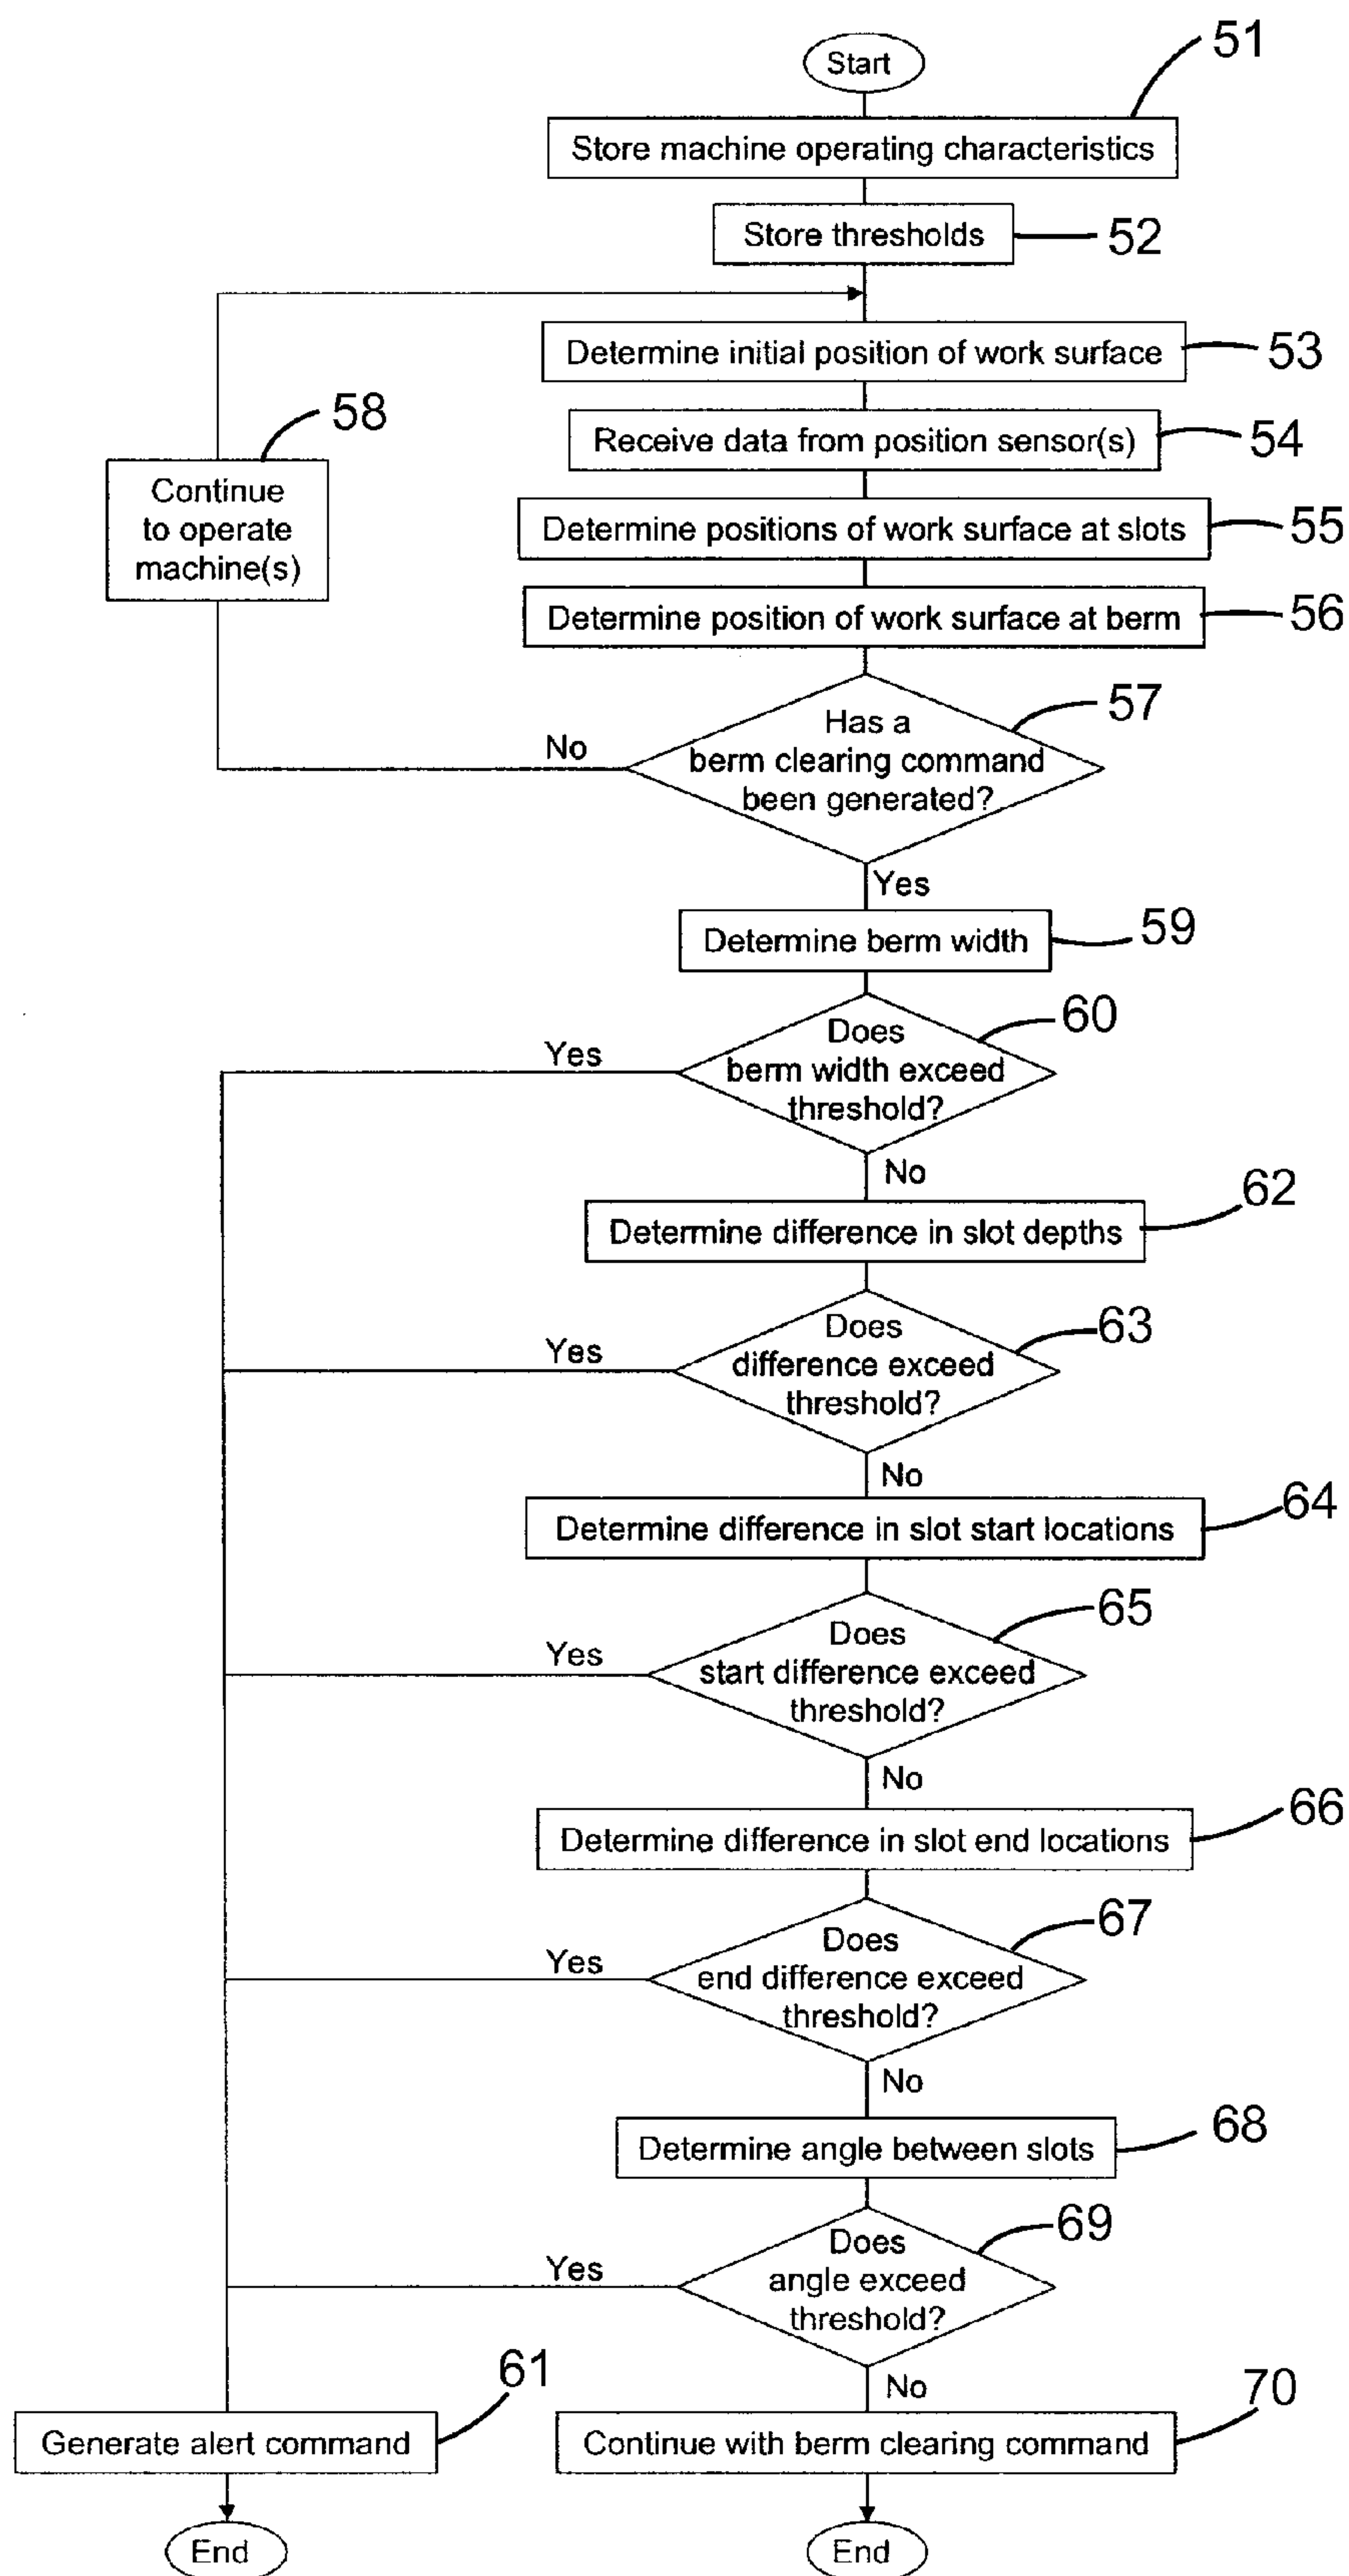 Start
51
Store machine operating characteristics
Store thresholds
52
Determine initial position of work surface
53
58
Receive data from position sensor(s)
54
Continue
to operate
machine(s)
Determine positions of work surface at slots
55
Determine position of work surface at berm
56
57
Has a
berm clearing command
been generated?
No
Yes
Determine berm width
59
60
Does
berm width exceed
threshold?
Yes
No
62
Determine difference in slot depths
63
Does
difference exceed
threshold?
Yes
No
64
Determine difference in slot start locations
65
Does
start difference exceed
threshold?
Yes
No
66
Determine difference in slot end locations
67
Does
end difference exceed
threshold?
Yes
No
68
Determine angle between slots
69
Does
angle exceed
threshold?
Yes
No
61
70
Generate alert command
Continue with berm clearing command
End
End